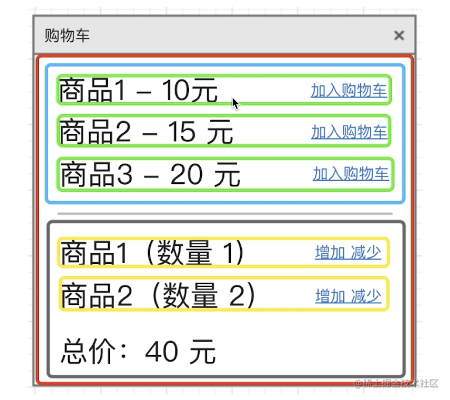 购物车 ×
商品1 – 10元 加入购物车
商品2 – 15 元 加入购物车
商品3 – 20 元 加入购物车
商品1（数量 1） 增加 减少
商品2（数量 2） 增加 减少
总价：40 元
@稀土掘金技术社区